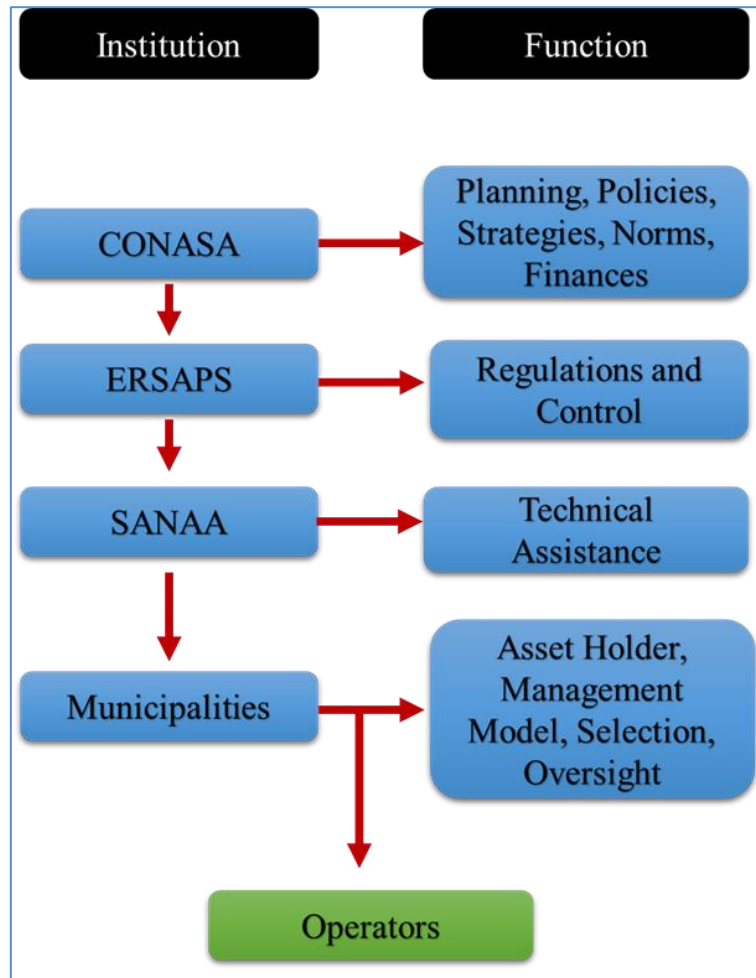 Institution
Function
CONASA
Planning, Policies,
Strategies, Norms,
Finances
ERSAPS
Regulations and
Control
SANAA
Technical
Assistance
Municipalities
Asset Holder,
Management
Model, Selection,
Oversight
Operators